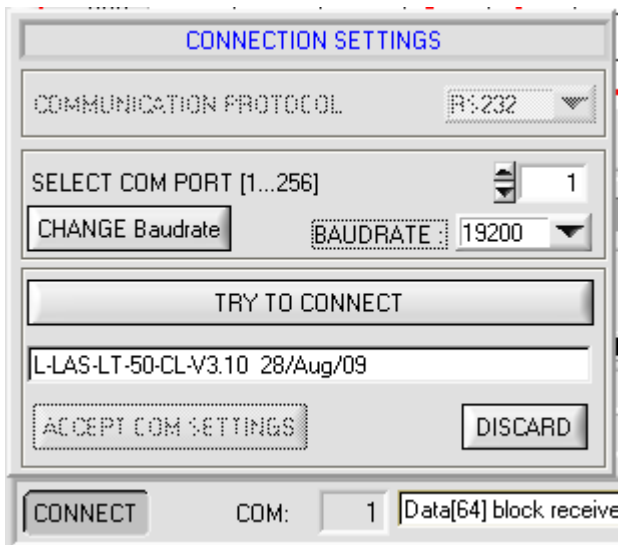 CONNECTION SETTINGS
COMMUNICATION PROTOCOL RS232
SELECT COM PORT [1...256] 1
CHANGE Baudrate BAUDRATE : 19200
TRY TO CONNECT
L-LAS-LT-50-CL-V3.10 28/Aug/09
ACCEPT COM SETTINGS DISCARD
CONNECT COM: 1 Data[64] block receive